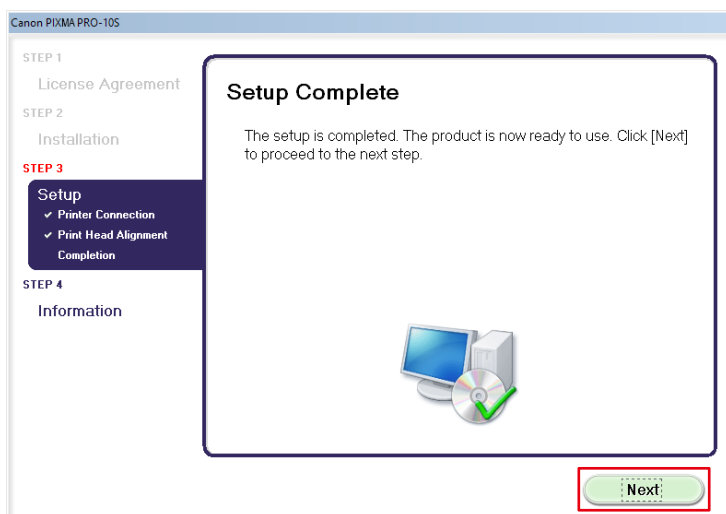 Canon PIXMA PRO-10S
STEP 1
License Agreement
STEP 2
Installation
STEP 3
Setup
✓ Printer Connection
✓ Print Head Alignment
Completion
STEP 4
Information
Setup Complete
The setup is completed. The product is now ready to use. Click [Next]
to proceed to the next step.
Next